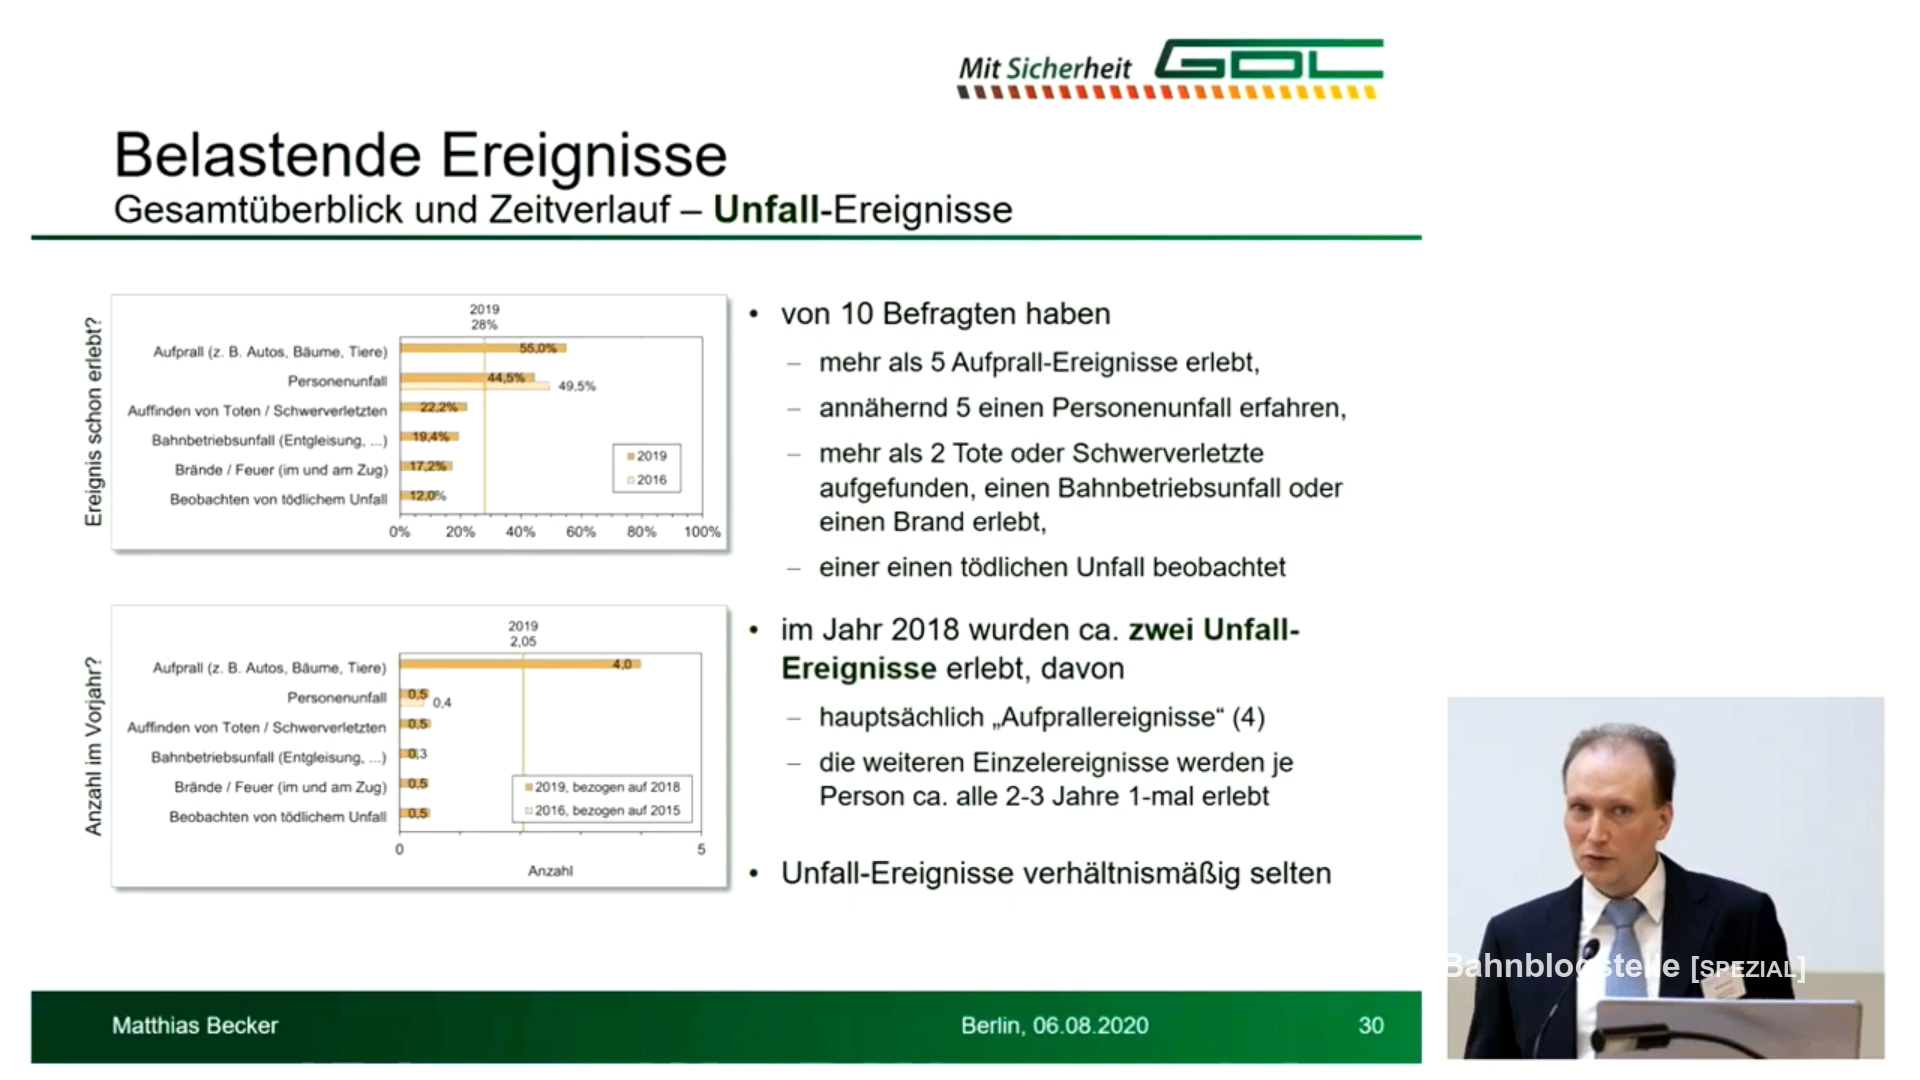 Mit Sicherheit GDL
Belastende Ereignisse
Gesamtüberblick und Zeitverlauf – Unfall-Ereignisse
Ereignis schon erlebt?
2019
28%
Aufprall (z. B. Autos, Bäume, Tiere) 55,0%
Personenunfall 44,5% 49,5%
Auffinden von Toten / Schwerverletzten 22,2%
Bahnbetriebsunfall (Entgleisung, ...) 19,4%
Brände / Feuer (im und am Zug) 17,2%
Beobachten von tödlichem Unfall 12,0%
2019
2016
0% 20% 40% 60% 80% 100%
Anzahl im Vorjahr?
2019
2,05
Aufprall (z. B. Autos, Bäume, Tiere) 4,0
Personenunfall 0,5 0,4
Auffinden von Toten / Schwerverletzten 0,5
Bahnbetriebsunfall (Entgleisung, ...) 0,3
Brände / Feuer (im und am Zug) 0,5
Beobachten von tödlichem Unfall 0,5
2019, bezogen auf 2018
2016, bezogen auf 2015
0 5
Anzahl
• von 10 Befragten haben
– mehr als 5 Aufprall-Ereignisse erlebt,
– annähernd 5 einen Personenunfall erfahren,
– mehr als 2 Tote oder Schwerverletzte
aufgefunden, einen Bahnbetriebsunfall oder
einen Brand erlebt,
– einer einen tödlichen Unfall beobachtet
• im Jahr 2018 wurden ca. zwei Unfall-
Ereignisse erlebt, davon
– hauptsächlich „Aufprallereignisse“ (4)
– die weiteren Einzelereignisse werden je
Person ca. alle 2-3 Jahre 1-mal erlebt
• Unfall-Ereignisse verhältnismäßig selten
Bahnblogstelle [SPEZIAL]
Matthias Becker Berlin, 06.08.2020 30